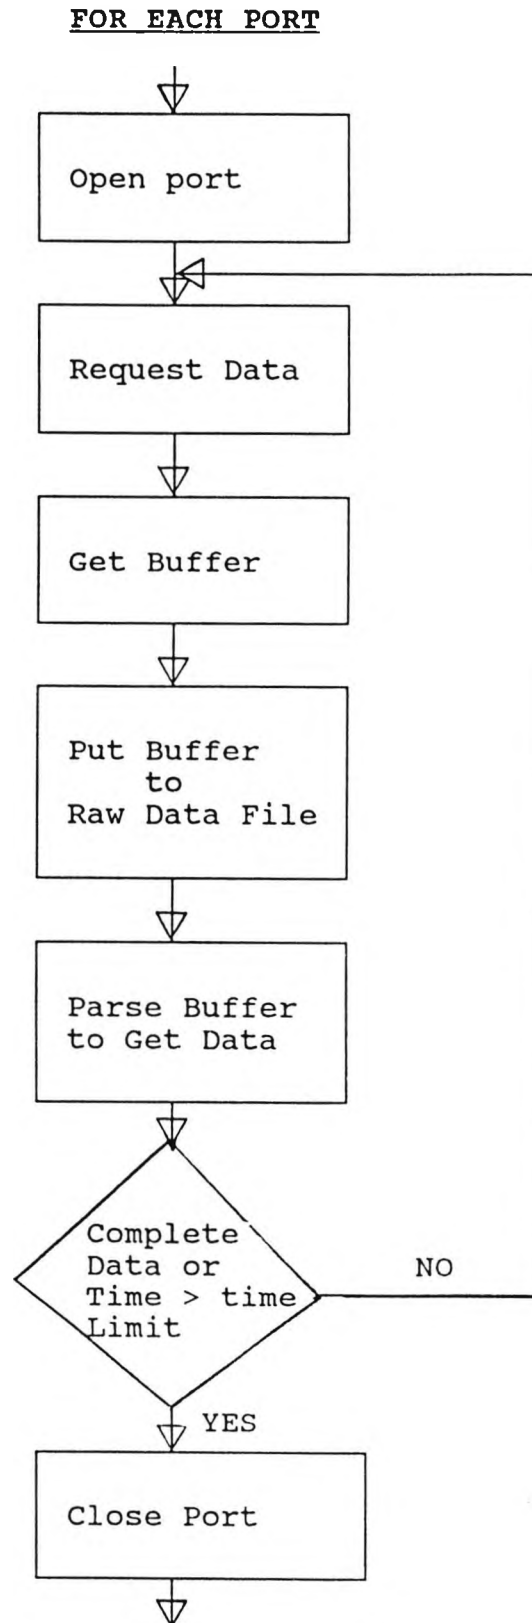 FOR EACH PORT
Open port
Request Data
Get Buffer
Put Buffer
to
Raw Data File
Parse Buffer
to Get Data
Complete
Data or
Time > time
Limit
NO
YES
Close Port